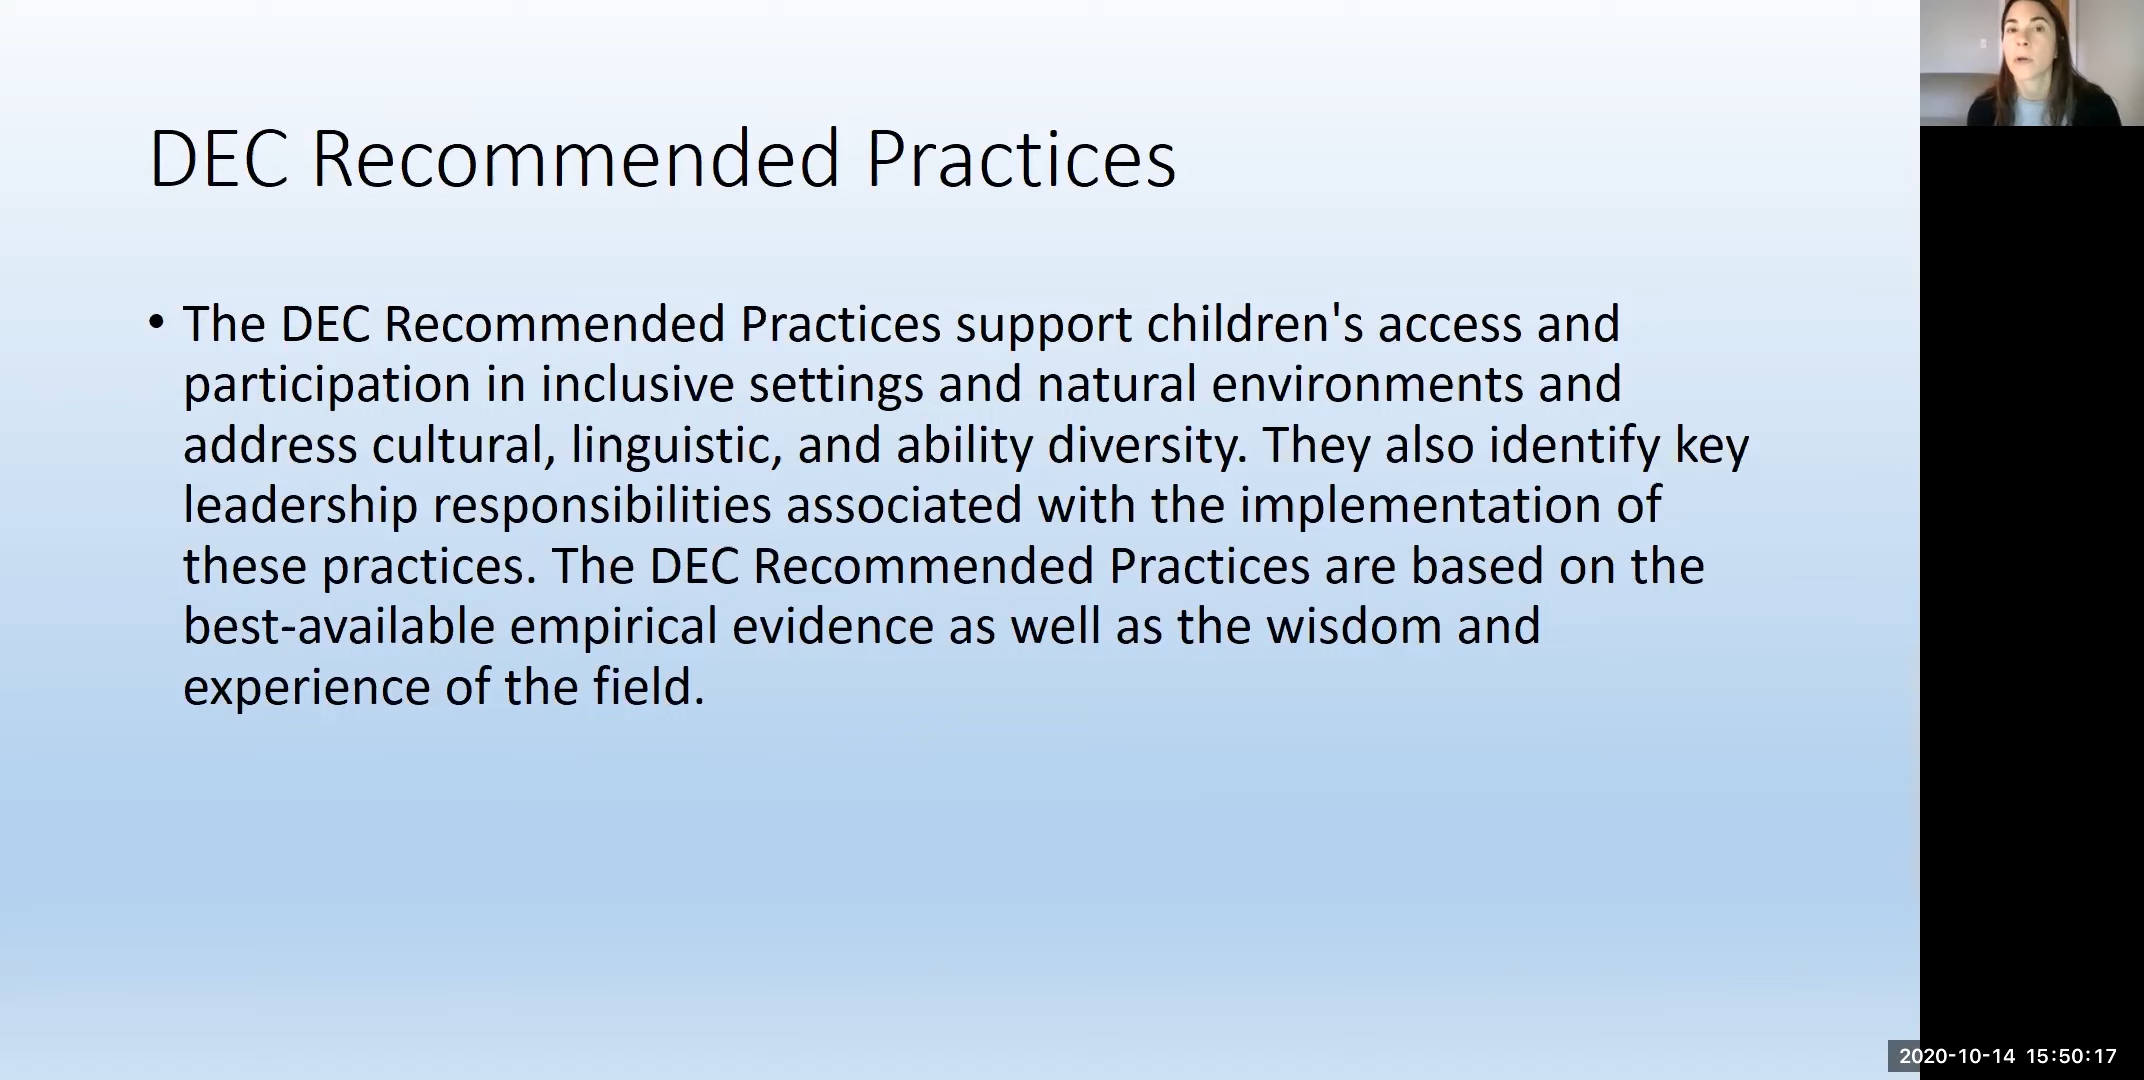 DEC Recommended Practices
• The DEC Recommended Practices support children's access and
participation in inclusive settings and natural environments and
address cultural, linguistic, and ability diversity. They also identify key
leadership responsibilities associated with the implementation of
these practices. The DEC Recommended Practices are based on the
best-available empirical evidence as well as the wisdom and
experience of the field.
2020-10-14 15:50:17